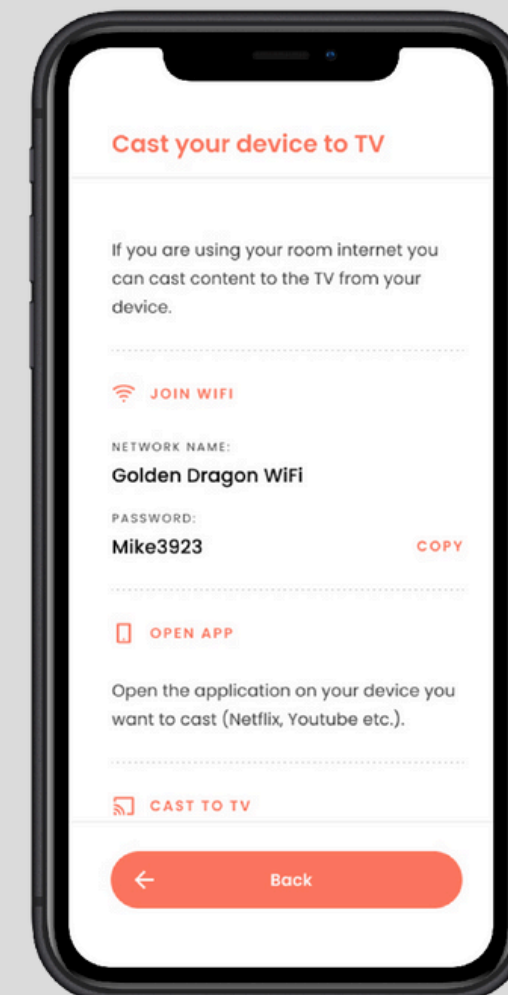 Cast your device to TV
If you are using your room internet you
can cast content to the TV from your
device.
JOIN WIFI
NETWORK NAME:
Golden Dragon WiFi
PASSWORD:
Mike3923 COPY
OPEN APP
Open the application on your device you
want to cast (Netflix, Youtube etc.).
CAST TO TV
Back